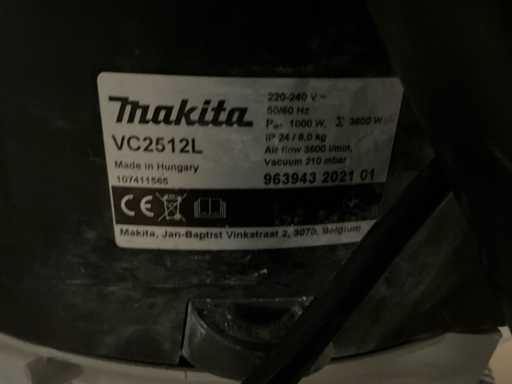 makita
VC2512L
Made in Hungary
107411565
220-240 V ~
50/60 Hz
1000 W, Σ 3600 W
IP 24 / 8,0 kg
Air flow 3600 l/min,
Vacuum 210 mbar
963943 2021 01
CE
Makita, Jan-Baptist Vinkstraat 2, 3070, Belgium